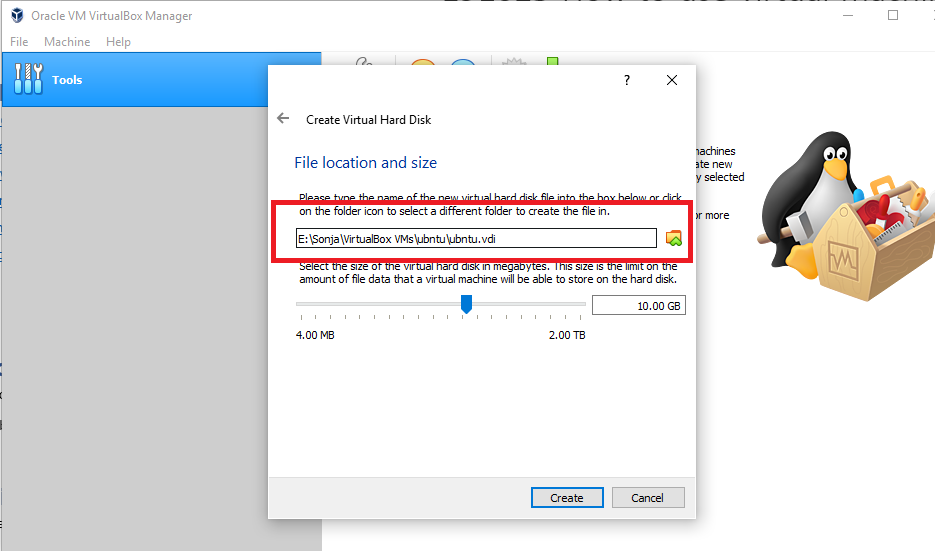 Oracle VM VirtualBox Manager
File Machine Help
Tools
?
Create Virtual Hard Disk
File location and size
Please type the name of the new virtual hard disk file into the box below or click
on the folder icon to select a different folder to create the file in.
E:\Sonja\VirtualBox VMs\ubntu\ubntu.vdi
Select the size of the virtual hard disk in megabytes. This size is the limit on the
amount of file data that a virtual machine will be able to store on the hard disk.
10.00 GB
4.00 MB 2.00 TB
Create Cancel
machines
ate new
y selected
or more